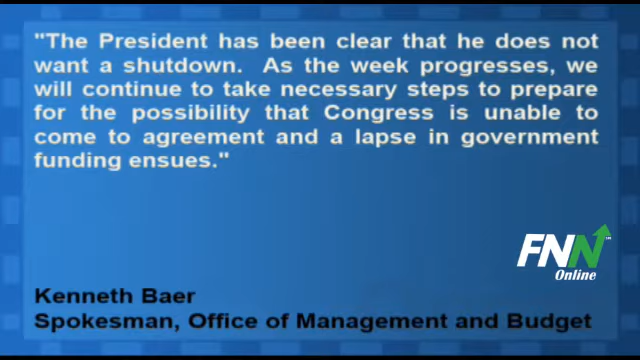 "The President has been clear that he does not
want a shutdown. As the week progresses, we
will continue to take necessary steps to prepare
for the possibility that Congress is unable to
come to agreement and a lapse in government
funding ensues."
FNN
Online
Kenneth Baer
Spokesman, Office of Management and Budget